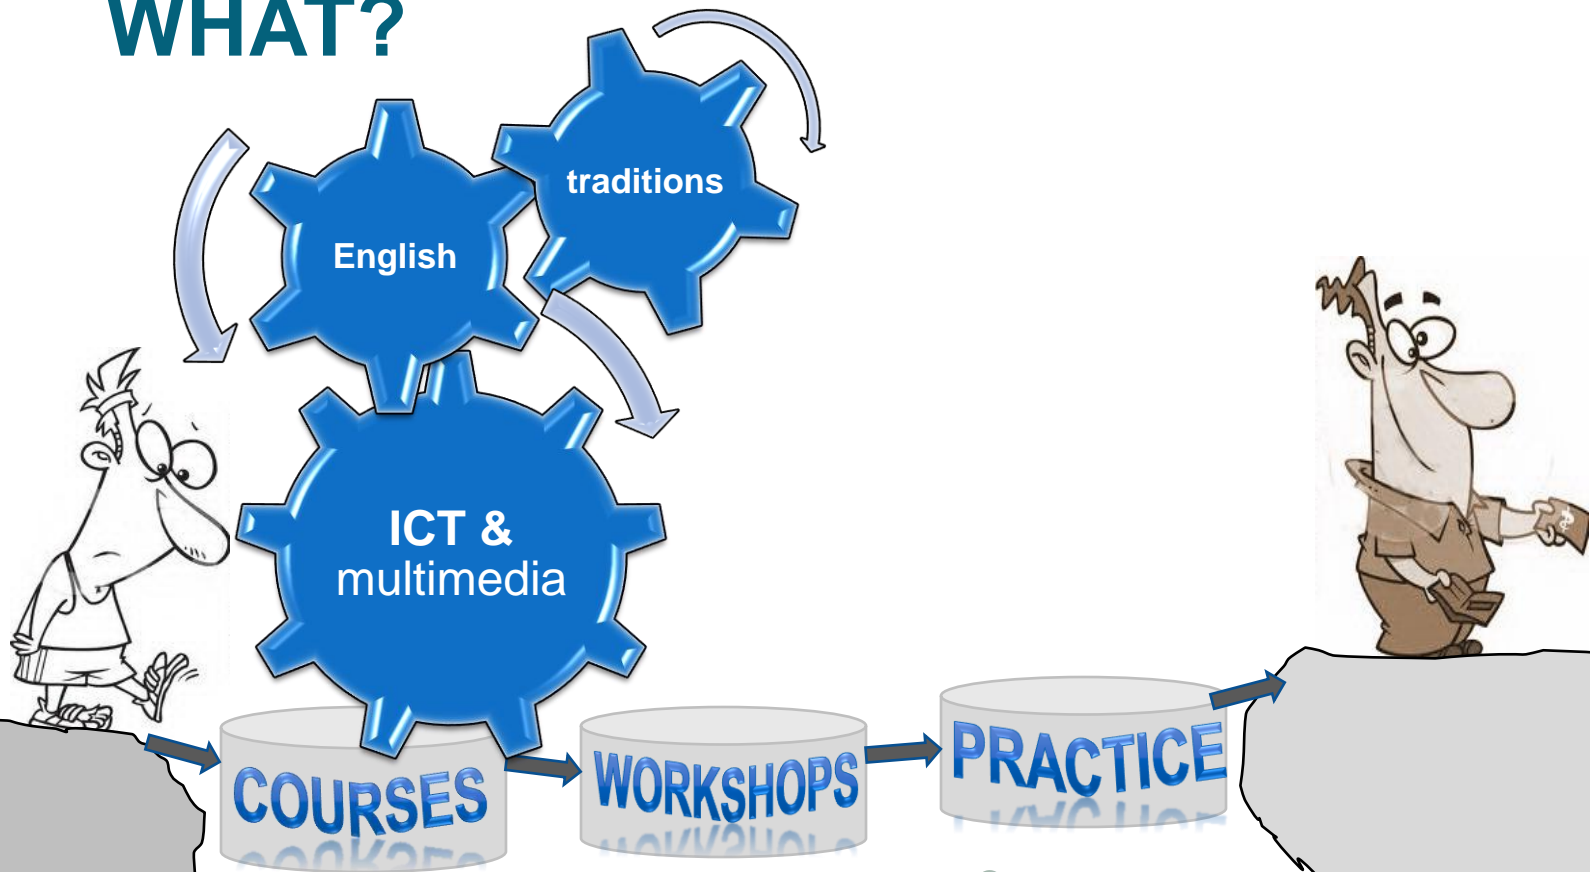 WHAT?
traditions
English
ICT &
multimedia
COURSES
WORKSHOPS
PRACTICE